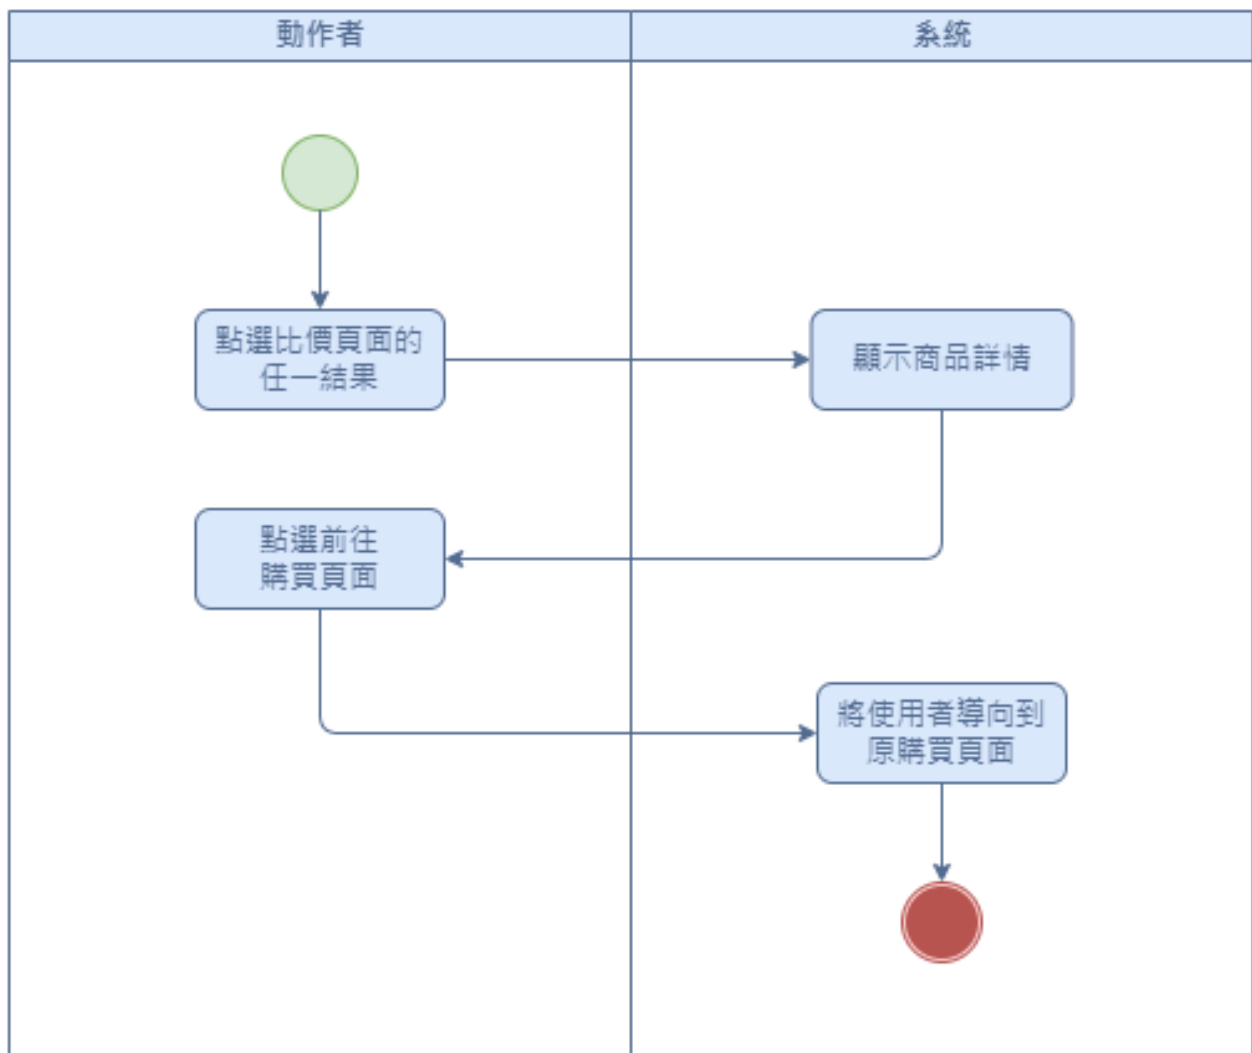 動作者
系統
點選比價頁面的
任一結果
顯示商品詳情
點選前往
購買頁面
將使用者導向到
原購買頁面